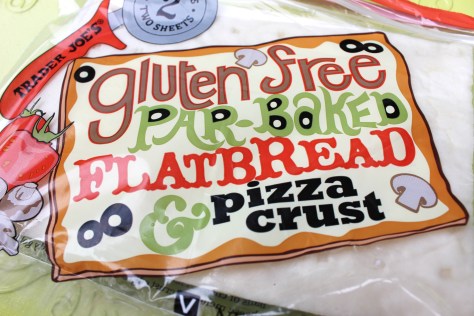 TRADER JOE'S
2
TWO SHEETS
gluten free
PAR-BAKED
FLATBREAD
& pizza
crust
V